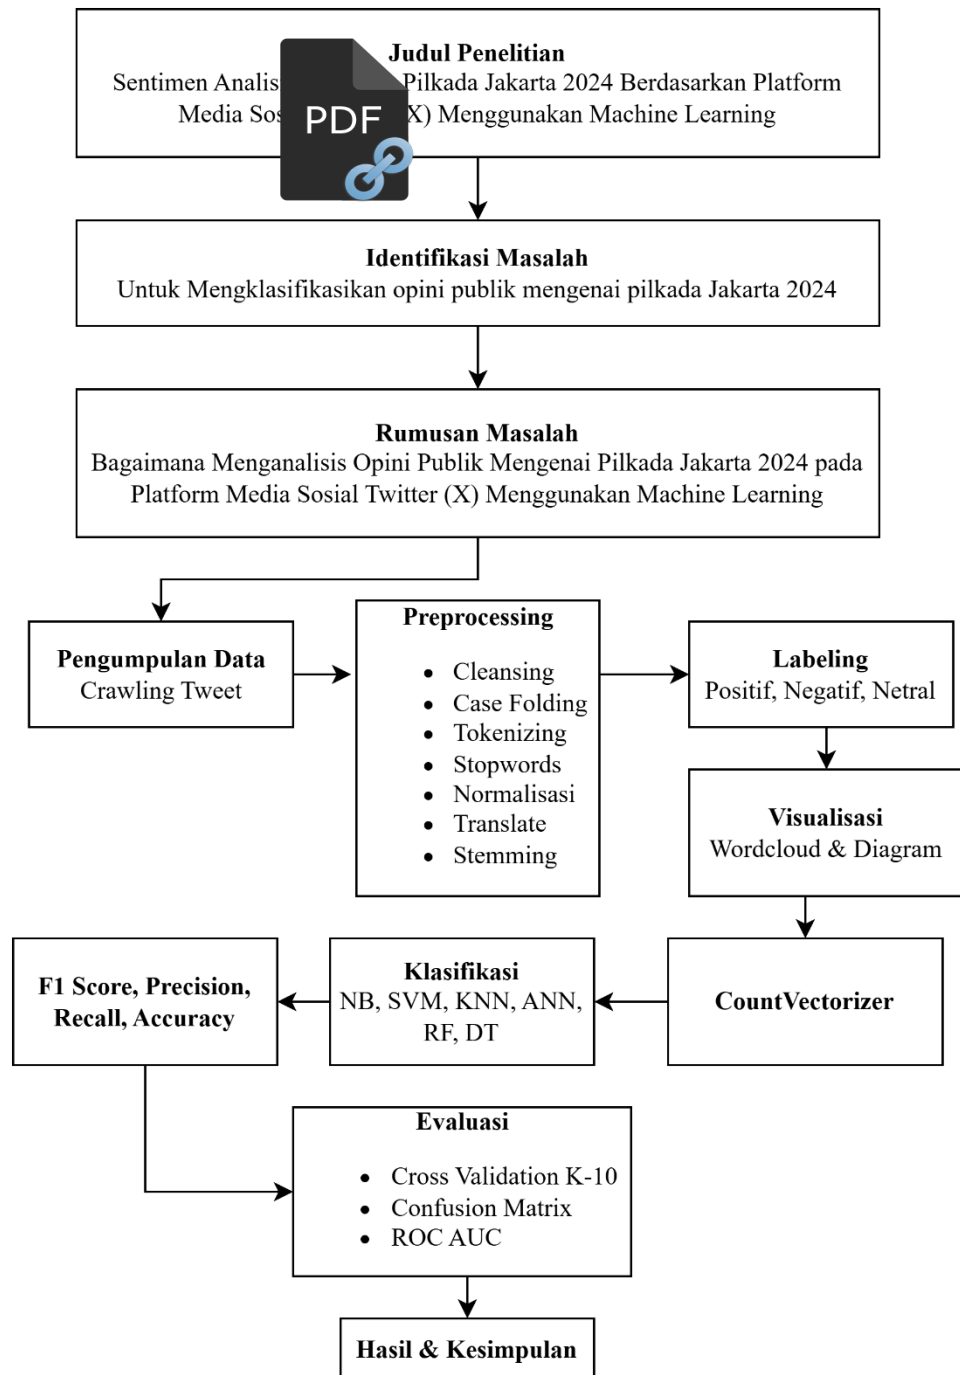 Judul Penelitian
Sentimen Analisis Pilkada Jakarta 2024 Berdasarkan Platform
Media (X) Menggunakan Machine Learning
PDF
Identifikasi Masalah
Untuk Mengklasifikasikan opini publik mengenai pilkada Jakarta 2024
Rumusan Masalah
Bagaimana Menganalisis Opini Publik Mengenai Pilkada Jakarta 2024 pada
Platform Media Sosial Twitter (X) Menggunakan Machine Learning
Pengumpulan Data
Crawling Tweet
Preprocessing
• Cleansing
• Case Folding
• Tokenizing
• Stopwords
• Normalisasi
• Translate
• Stemming
Labeling
Positif, Negatif, Netral
Visualisasi
Wordcloud & Diagram
CountVectorizer
Klasifikasi
NB, SVM, KNN, ANN,
RF, DT
F1 Score, Precision,
Recall, Accuracy
Evaluasi
• Cross Validation K-10
• Confusion Matrix
• ROC AUC
Hasil & Kesimpulan